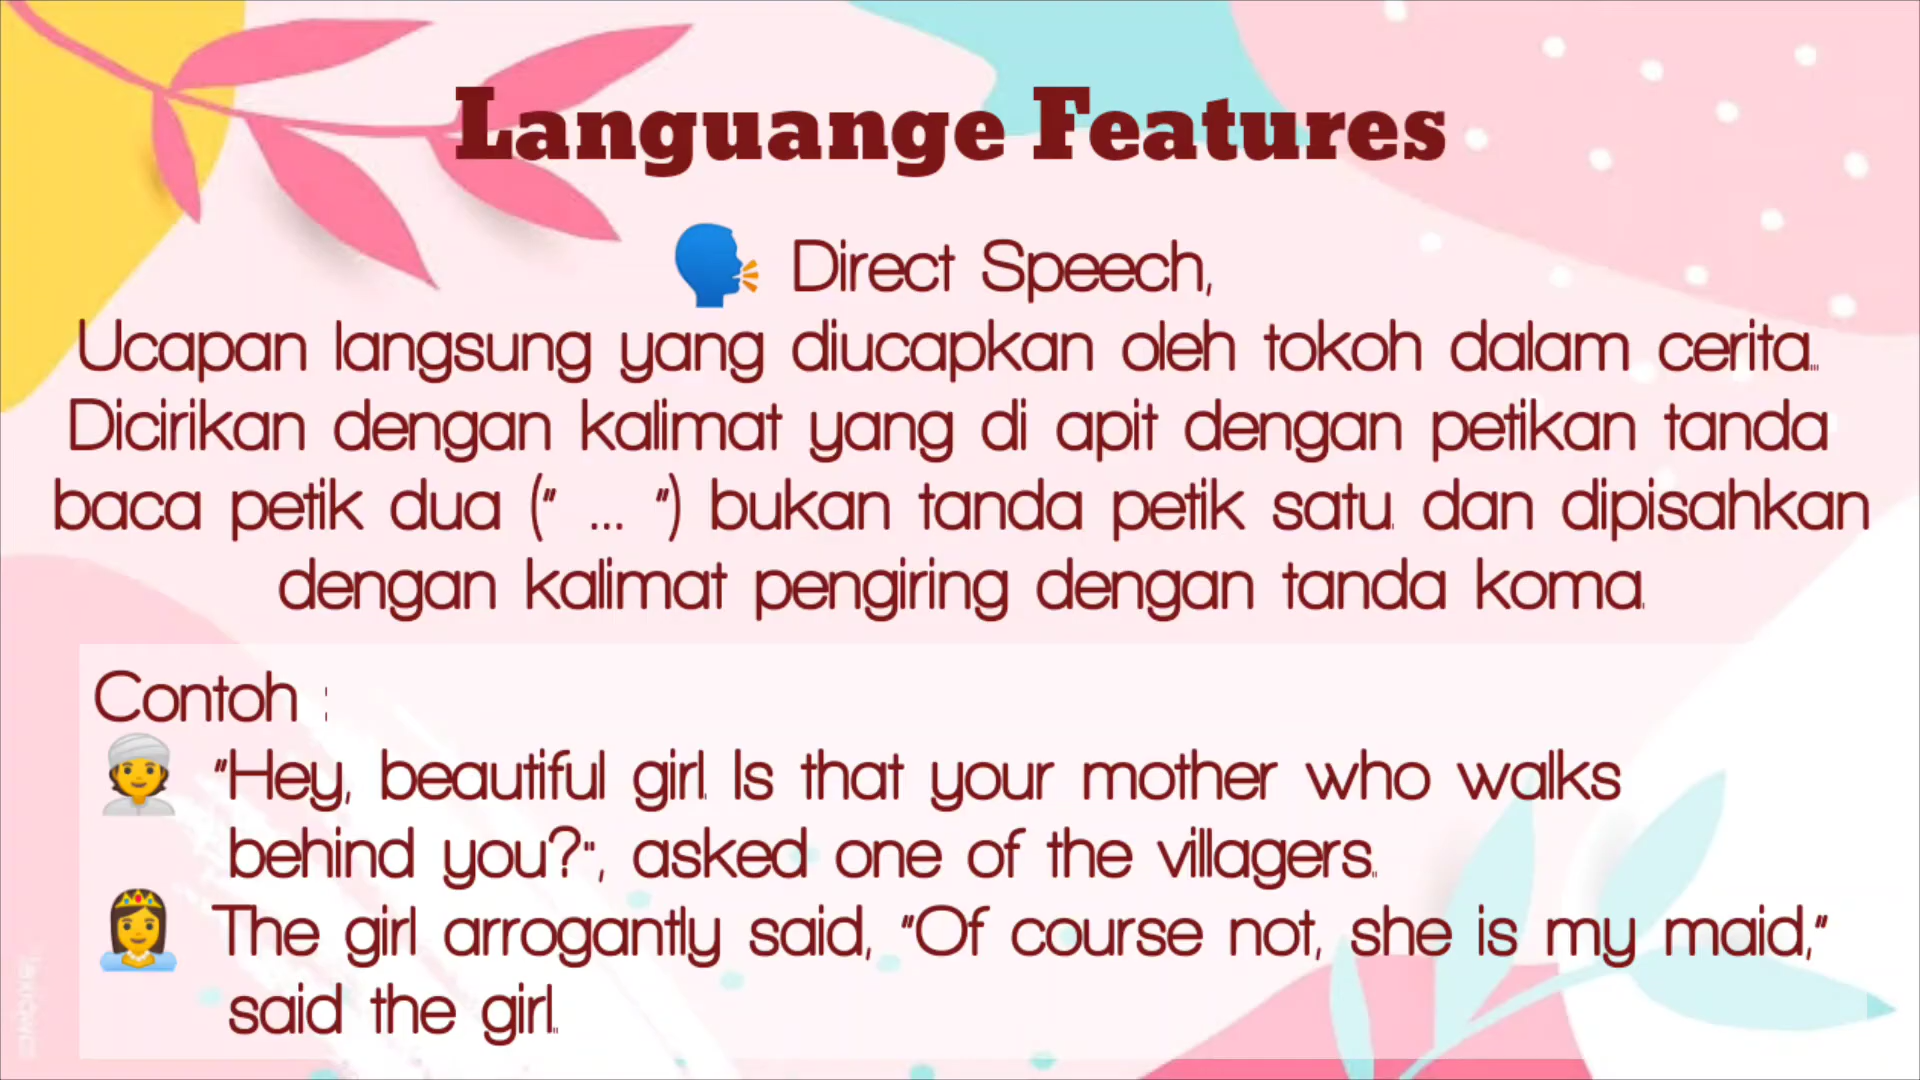 Languange Features
Direct Speech,
Ucapan langsung yang diucapkan oleh tokoh dalam cerita...
Dicirikan dengan kalimat yang di apit dengan petikan tanda
baca petik dua (" ... ") bukan tanda petik satu. dan dipisahkan
dengan kalimat pengiring dengan tanda koma.
Contoh :
"Hey, beautiful girl. Is that your mother who walks
behind you?", asked one of the villagers..
The girl arrogantly said, "Of course not, she is my maid,"
said the girl..